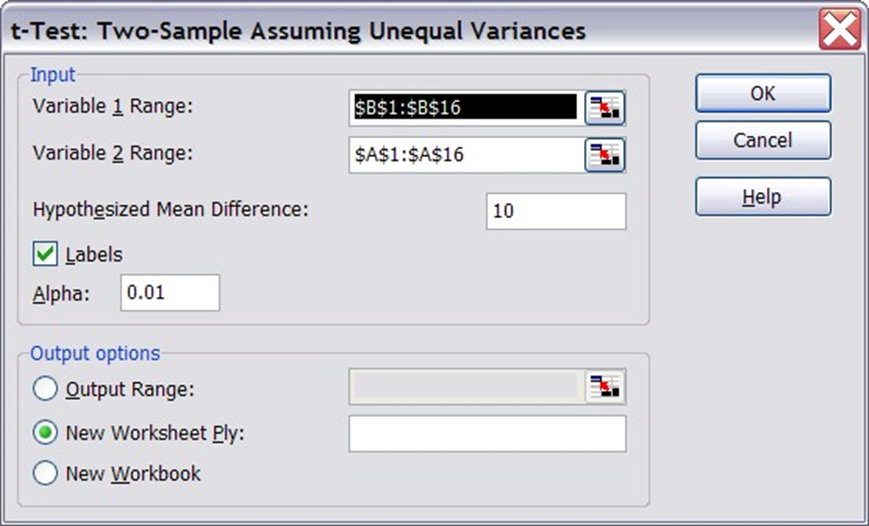 t-Test: Two-Sample Assuming Unequal Variances
Input
Variable 1 Range:
$B$1:$B$16
Variable 2 Range:
$A$1:$A$16
Hypothesized Mean Difference:
10
Labels
Alpha:
0.01
OK
Cancel
Help
Output options
Output Range:
New Worksheet Ply:
New Workbook